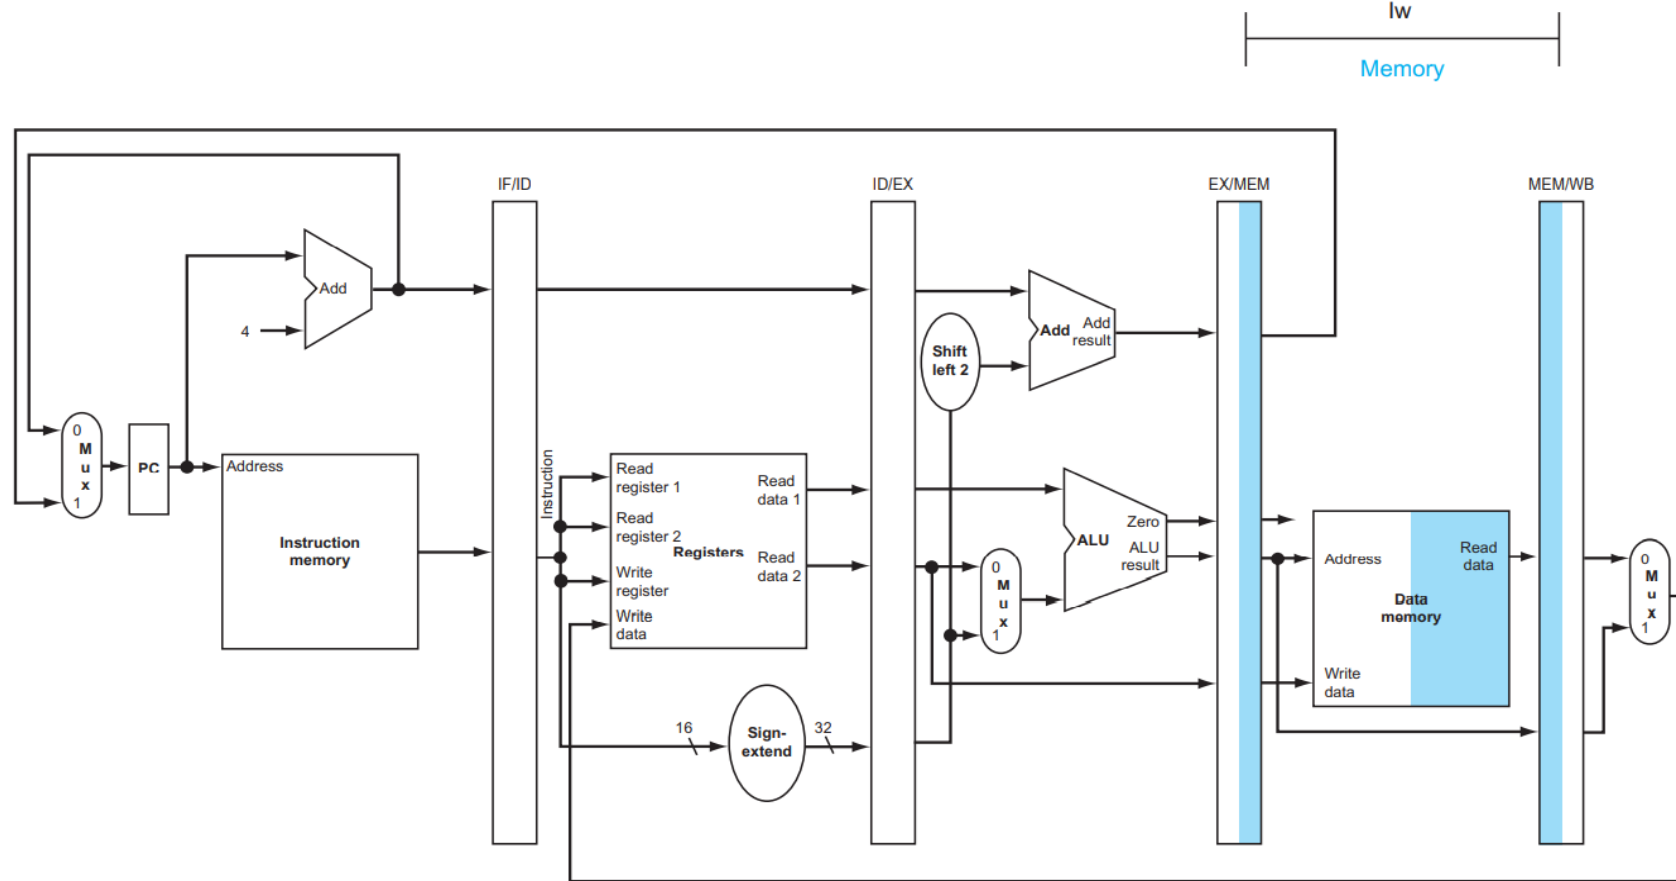 lw
Memory
IF/ID
ID/EX
EX/MEM
MEM/WB
Add
4
Add
Add
result
Shift
left 2
0
M
u
x
1
PC
Address
Instruction
memory
Instruction
Read
register 1
Read
register 2
Registers
Write
register
Write
data
Read
data 1
Read
data 2
16
Sign-
extend
32
0
M
u
x
1
Zero
ALU
ALU
result
Address
Read
data
Data
memory
Write
data
0
M
u
x
1